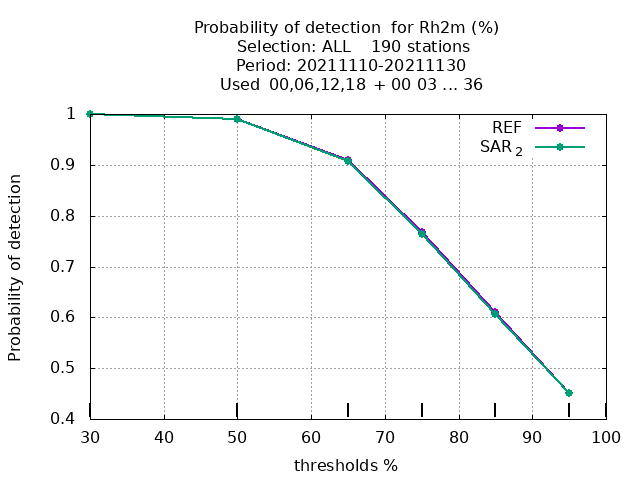 Probability of detection for Rh2m (%)
Selection: ALL 190 stations
Period: 20211110-20211130
Used 00,06,12,18 + 00 03 ... 36
REF
SAR 2
1
0.9
0.8
0.7
0.6
0.5
0.4
Probability of detection
30 40 50 60 70 80 90 100
thresholds %